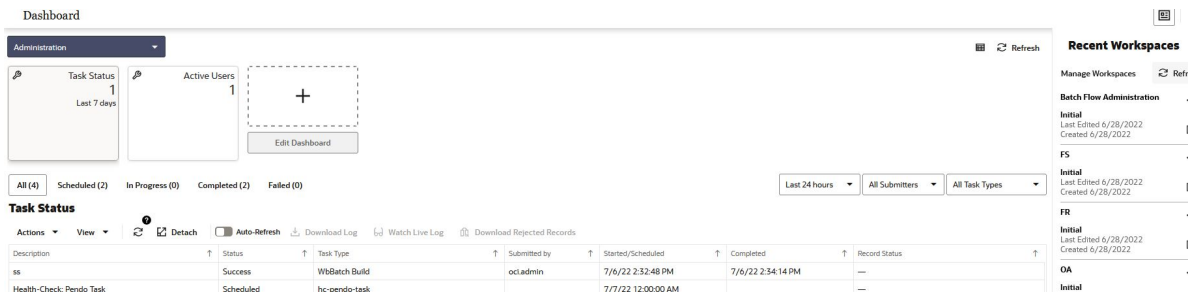 Dashboard
Administration
Refresh
Task Status
1
Last 7 days
Active Users
1
+
Edit Dashboard
All (4) Scheduled (2) In Progress (0) Completed (2) Failed (0)
Last 24 hours All Submitters All Task Types
Task Status
Actions View ? Detach Auto-Refresh Download Log Watch Live Log Download Rejected Records
Description Status Task Type Submitted by Started/Scheduled Completed Record Status
ss Success WbBatch Build oci.admin 7/6/22 2:32:48 PM 7/6/22 2:34:14 PM —
Health-Check: Pendo Task Scheduled hc-pendo-task 7/7/22 12:00:00 AM —
Recent Workspaces
Manage Workspaces Refr
Batch Flow Administration
Initial
Last Edited 6/28/2022
Created 6/28/2022
FS
Initial
Last Edited 6/28/2022
Created 6/28/2022
FR
Initial
Last Edited 6/28/2022
Created 6/28/2022
OA
Initial